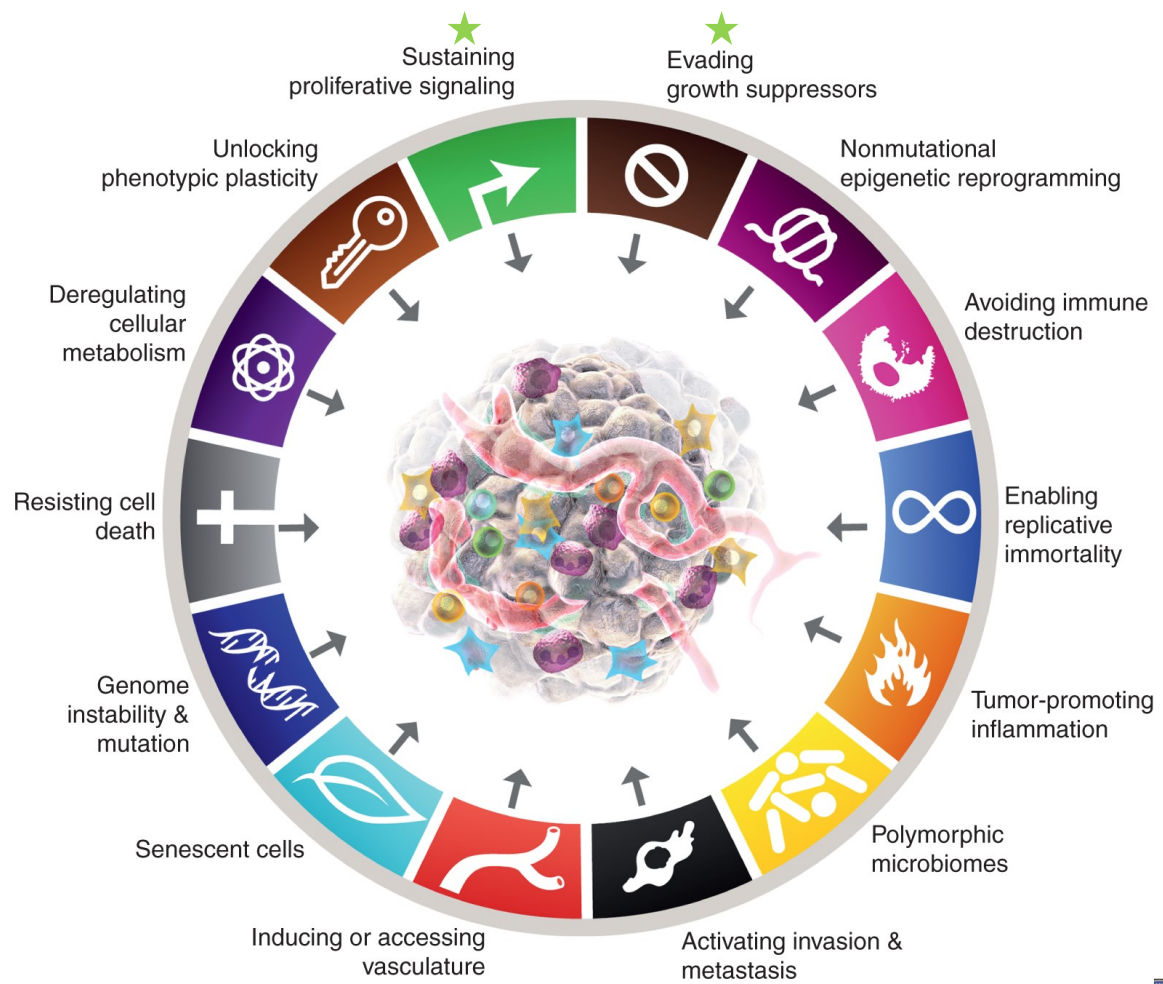 Sustaining
proliferative signaling
Evading
growth suppressors
Nonmutational
epigenetic reprogramming
Avoiding immune
destruction
Enabling
replicative
immortality
Tumor-promoting
inflammation
Polymorphic
microbiomes
Activating invasion &
metastasis
Inducing or accessing
vasculature
Senescent cells
Genome
instability &
mutation
Resisting cell
death
Deregulating
cellular
metabolism
Unlocking
phenotypic plasticity